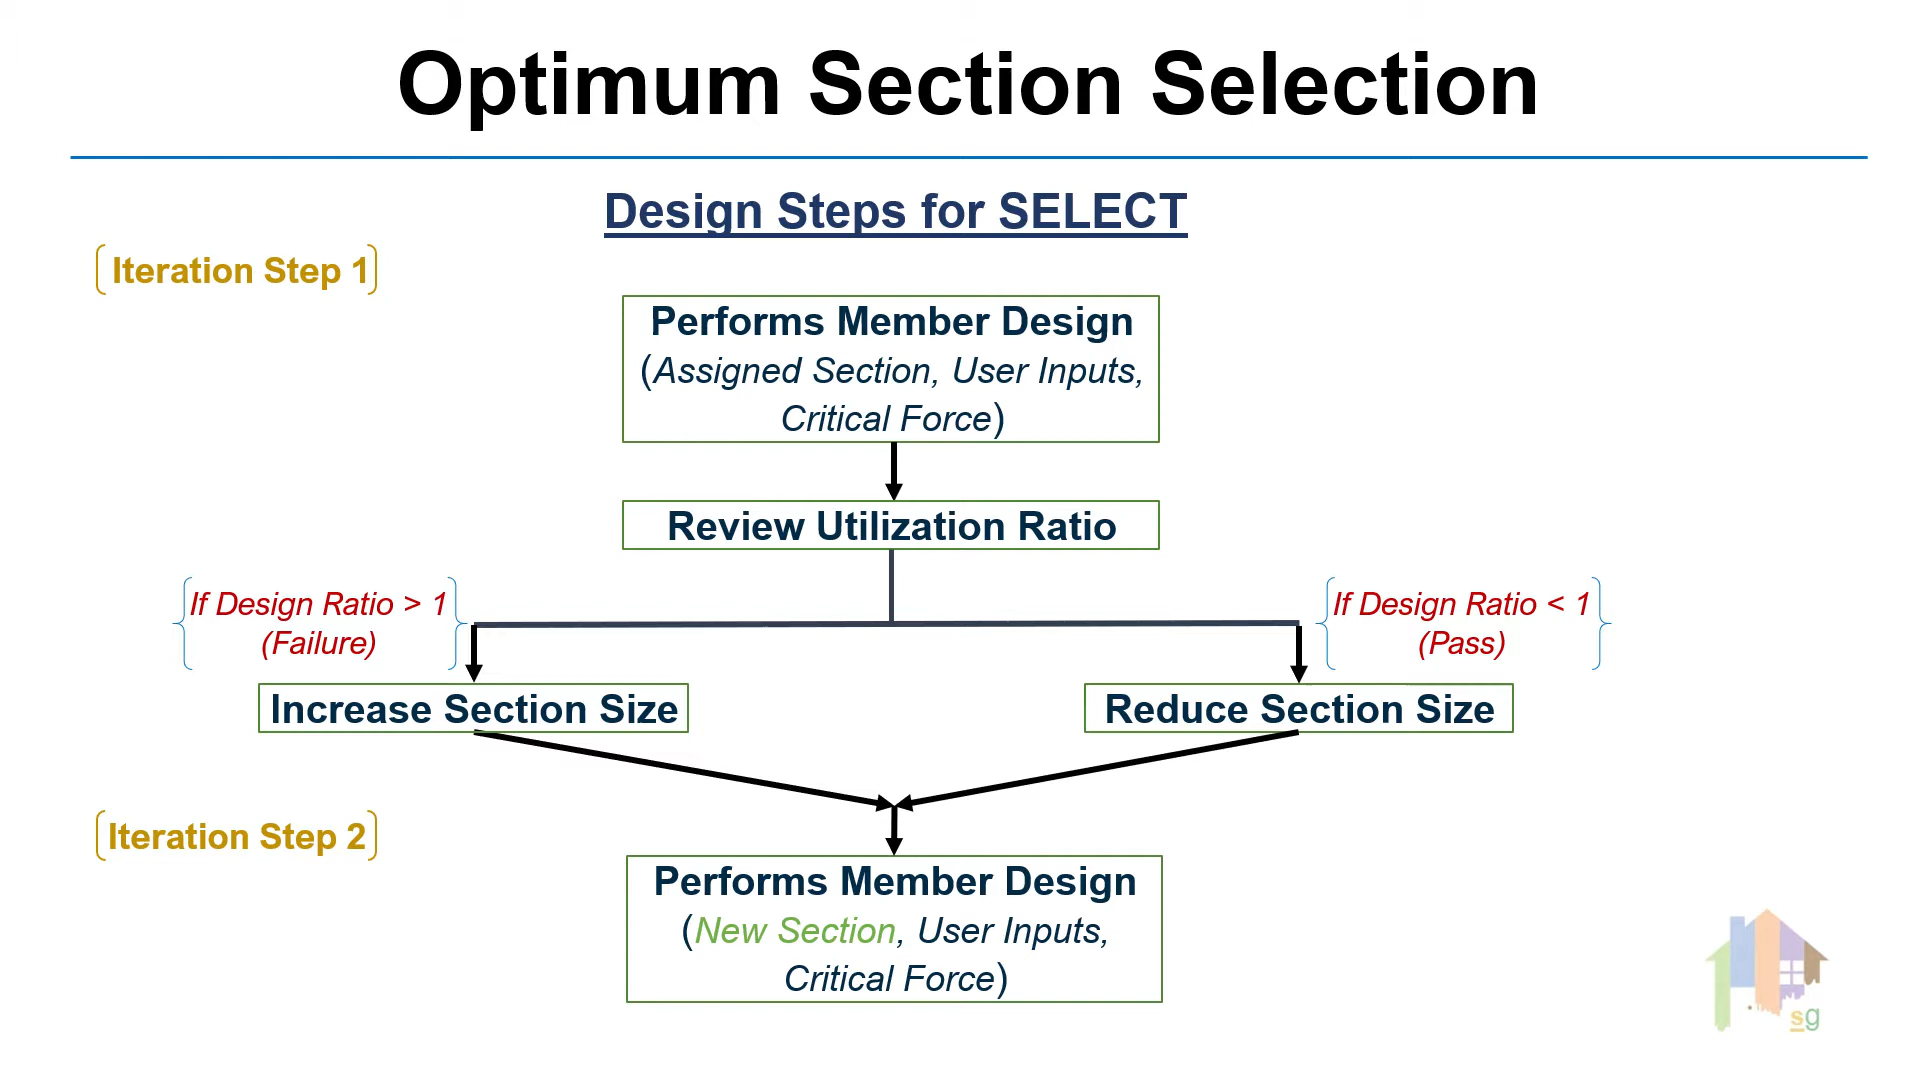 Optimum Section Selection
Design Steps for SELECT
Iteration Step 1
Performs Member Design
(Assigned Section, User Inputs,
Critical Force)
Review Utilization Ratio
If Design Ratio > 1
(Failure)
If Design Ratio < 1
(Pass)
Increase Section Size
Reduce Section Size
Iteration Step 2
Performs Member Design
(New Section, User Inputs,
Critical Force)
sg